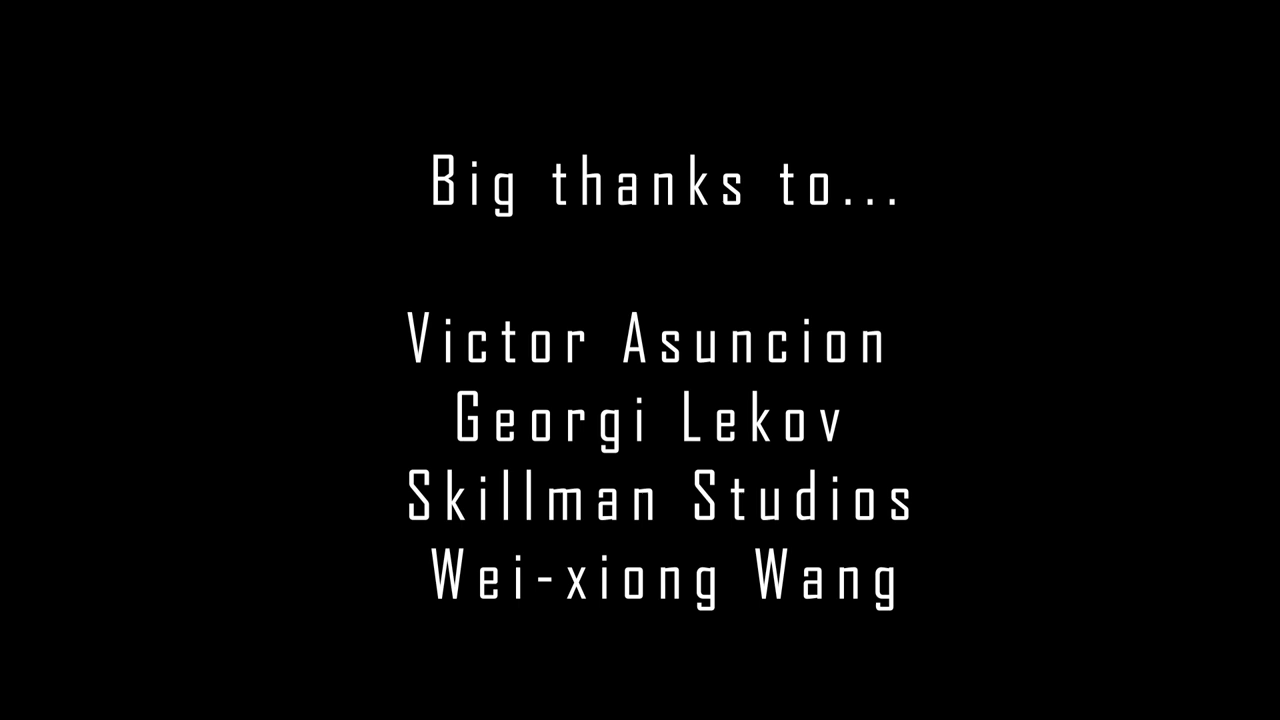 Big thanks to...
Victor Asuncion
Georgi Lekov
Skillman Studios
Wei-xiong Wang